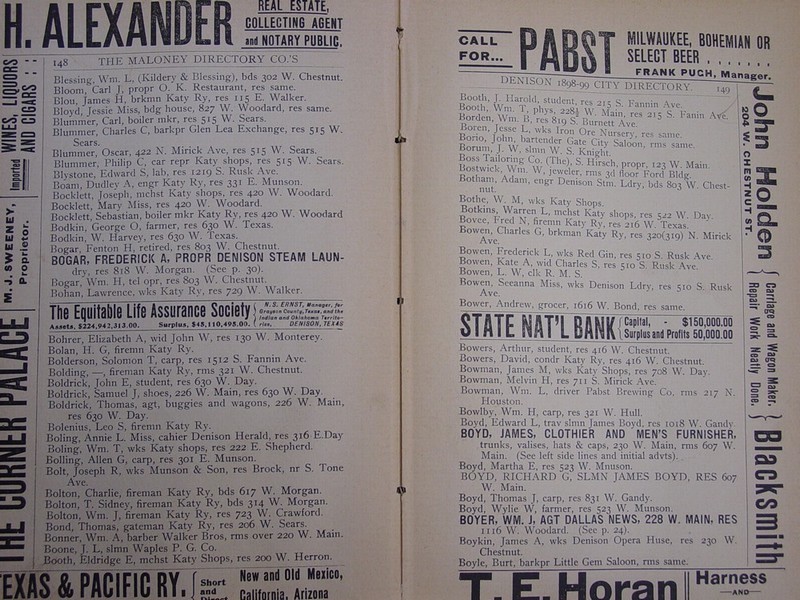 H. ALEXANDER
REAL ESTATE,
COLLECTING AGENT
and NOTARY PUBLIC.
148 THE MALONEY DIRECTORY CO.'S
Blessing, Wm. L, (Kildery & Blessing), bds 302 W. Chestnut.
Bloom, Carl J, propr O. K. Restaurant, res same.
Blou, James H, brkmn Katy Ry, res 115 E. Walker.
Bloyd, Jessie Miss, bdg house, 827 W. Woodard, res same.
Blummer, Carl, boiler mkr, res 515 W. Sears.
Blummer, Charles C, barkpr Glen Lea Exchange, res 515 W.
Sears.
Blummer, Oscar, 422 N. Mirick Ave, res 515 W. Sears.
Blummer, Philip C, car repr Katy shops, res 515 W. Sears.
Blystone, Edward S, lab, res 1219 S. Rusk Ave.
Boam, Dudley A, engr Katy Ry, res 331 E. Munson.
Bocklett, Joseph, mchst Katy shops, res 420 W. Woodard.
Bocklett, Mary Miss, res 420 W. Woodard.
Bocklett, Sebastian, boiler mkr Katy Ry, res 420 W. Woodard
Bodkin, George O, farmer, res 630 W. Texas.
Bodkin, W. Harvey, res 630 W. Texas.
Bogar, Fenton H, retired, res 803 W. Chestnut.
BOGAR, FREDERICK A, PROPR DENISON STEAM LAUN-
dry, res 818 W. Morgan. (See p. 30).
Bogar, Wm. H, tel opr, res 803 W. Chestnut.
Bohan, Lawrence, wks Katy Ry, res 729 W. Walker.
The Equitable Life Assurance Society
Assets, $224,942,313.00. Surplus, $45,110,495.00.
N. S. ERNST, Manager, for
Grayson County, Texas, and the
Indian and Oklahoma Territo-
ries, DENISON, TEXAS
Bohrer, Elizabeth A, wid John W, res 130 W. Monterey.
Bolan, H. G, firemn Katy Ry.
Bolderson, Solomon T, carp, res 1512 S. Fannin Ave.
Bolding, —, fireman Katy Ry, rms 321 W. Chestnut.
Boldrick, John E, student, res 630 W. Day.
Boldrick, Samuel J, shoes, 226 W. Main, res 630 W. Day
Boldrick, Thomas, agt, buggies and wagons, 226 W. Main,
res 630 W. Day.
Bolenius, Leo S, firemn Katy Ry.
Boling, Annie L. Miss, cahier Denison Herald, res 316 E.Day
Boling, Wm. T, wks Katy shops, res 222 E. Shepherd.
Bolling, Allen G, carp, res 301 E. Munson.
Bolt, Joseph R, wks Munson & Son, res Brock, nr S. Tone
Ave.
Bolton, Charlie, fireman Katy Ry, bds 617 W. Morgan.
Bolton, T. Sidney, fireman Katy Ry, bds 314 W. Morgan.
Bolton, Wm. J, fireman Katy Ry, res 723 W. Crawford.
Bond, Thomas, gateman Katy Ry, res 206 W. Sears.
Bonner, Wm. A, barber Walker Bros, rms over 220 W. Main.
Boone, J. L, slmn Waples P. G. Co.
Booth, Eldridge E, mchst Katy Shops, res 200 W. Herron.
EXAS & PACIFIC RY.
Short
and
New and Old Mexico,
California, Arizona
Imported WINES, LIQUORS
AND CIGARS
M. J. SWEENEY,
Proprietor.
THE CORNER PALACE
CALL
FOR...
PABST
MILWAUKEE, BOHEMIAN OR
SELECT BEER
FRANK PUCH, Manager.
DENISON 1898-99 CITY DIRECTORY. 149
Booth, J. Harold, student, res 215 S. Fannin Ave.
Booth, Wm. T, phys, 228½ W. Main, res 215 S. Fanin Ave.
Borden, Wm. B, res 819 S. Burnett Ave.
Boren, Jesse L, wks Iron Ore Nursery, res same.
Borio, John, bartender Gate City Saloon, rms same.
Borum, J. W, slmn W. S. Knight.
Boss Tailoring Co. (The), S. Hirsch, propr, 123 W. Main.
Bostwick, Wm. W, jeweler, rms 3d floor Ford Bldg.
Botham, Adam, engr Denison Stm. Ldry, bds 803 W. Chest-
nut.
Bothe, W. M, wks Katy Shops.
Botkins, Warren L, mchst Katy shops, res 522 W. Day.
Bovee, Fred N, firemn Katy Ry, res 216 W. Texas.
Bowen, Charles G, brkman Katy Ry, res 320(319) N. Mirick
Ave.
Bowen, Frederick L, wks Red Gin, res 510 S. Rusk Ave.
Bowen, Kate A, wid Charles S, res 510 S. Rusk Ave.
Bowen, L. W, clk R. M. S.
Bowen, Seeanna Miss, wks Denison Ldry, res 510 S. Rusk
Ave.
Bower, Andrew, grocer, 1616 W. Bond, res same.
STATE NAT'L BANK
Capital, - $150,000.00
Surplus and Profits 50,000.00
Bowers, Arthur, student, res 416 W. Chestnut.
Bowers, David, condr Katy Ry, res 416 W. Chestnut.
Bowman, James M, wks Katy Shops, res 708 W. Day.
Bowman, Melvin H, res 711 S. Mirick Ave.
Bowman, Wm. L, driver Pabst Brewing Co, rms 217 N.
Houston.
Bowlby, Wm. H, carp, res 321 W. Hull.
Boyd, Edward L, trav slmn James Boyd, res 1018 W. Gandy.
BOYD, JAMES, CLOTHIER AND MEN'S FURNISHER,
trunks, valises, hats & caps, 230 W. Main, rms 607 W.
Main. (See left side lines and initial advts).
Boyd, Martha E, res 523 W. Mnuson.
BOYD, RICHARD G, SLMN JAMES BOYD, RES 607
W. Main.
Boyd, Thomas J, carp, res 831 W. Gandy.
Boyd, Wylie W, farmer, res 523 W. Munson.
BOYER, WM. J, AGT DALLAS NEWS, 228 W. MAIN, RES
1116 W. Woodard. (See p. 24).
Boykin, James A, wks Denison Opera Huse, res 230 W.
Chestnut.
Boyle, Burt, barkpr Little Gem Saloon, rms same.
T. E. Horan
Harness
—AND—
John Holden
204 W. CHESTNUT ST.
Carriage and Wagon Maker.
Repair Work Neatly Done.
Blacksmith